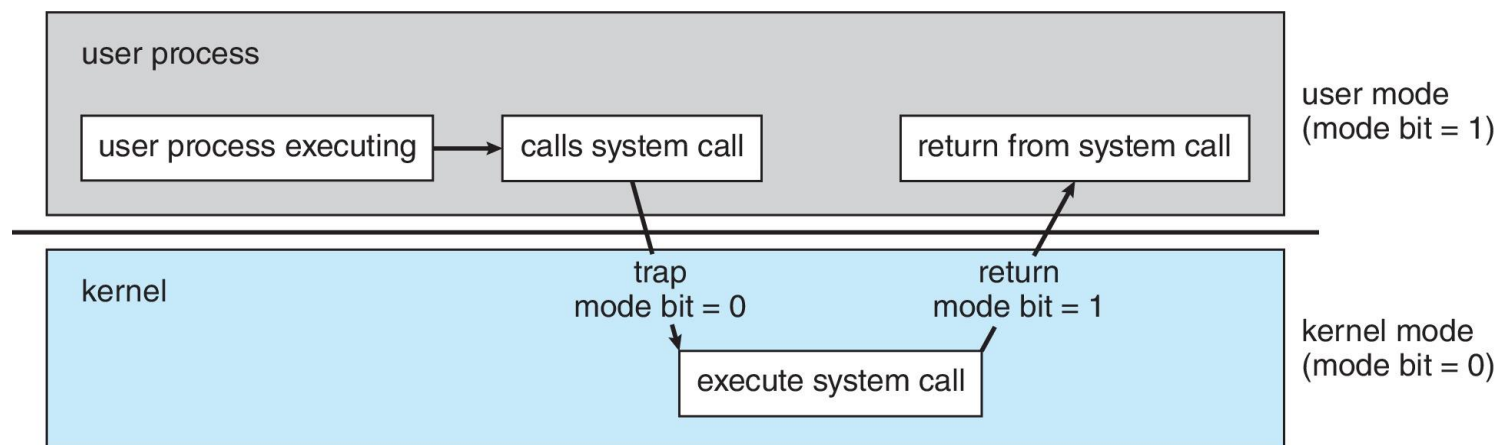 user process
user process executing
calls system call
return from system call
user mode
(mode bit = 1)
kernel
trap
mode bit = 0
return
mode bit = 1
execute system call
kernel mode
(mode bit = 0)